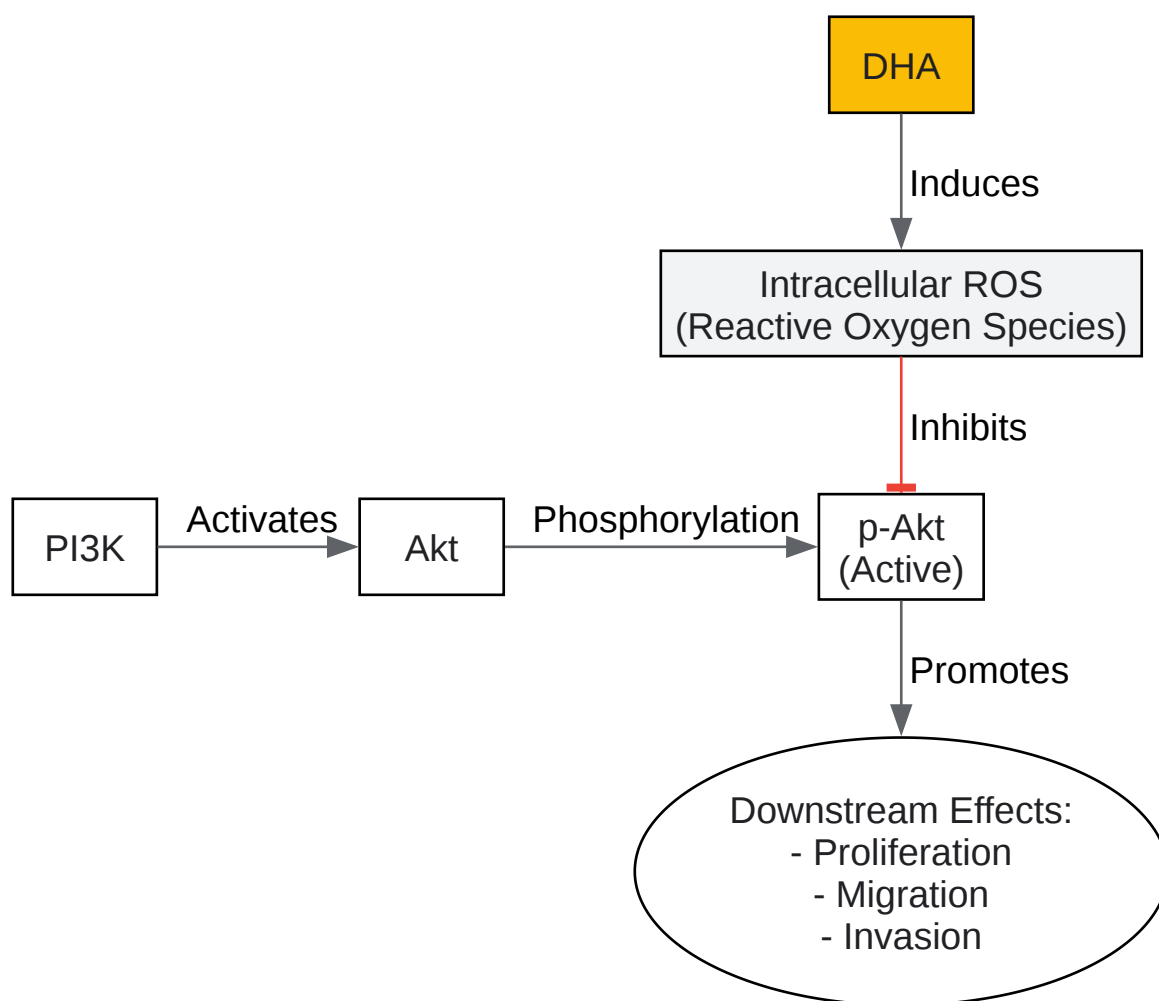 DHA
Induces
Intracellular ROS
(Reactive Oxygen Species)
Inhibits
PI3K
Activates
Akt
Phosphorylation
p-Akt
(Active)
Promotes
Downstream Effects:
- Proliferation
- Migration
- Invasion